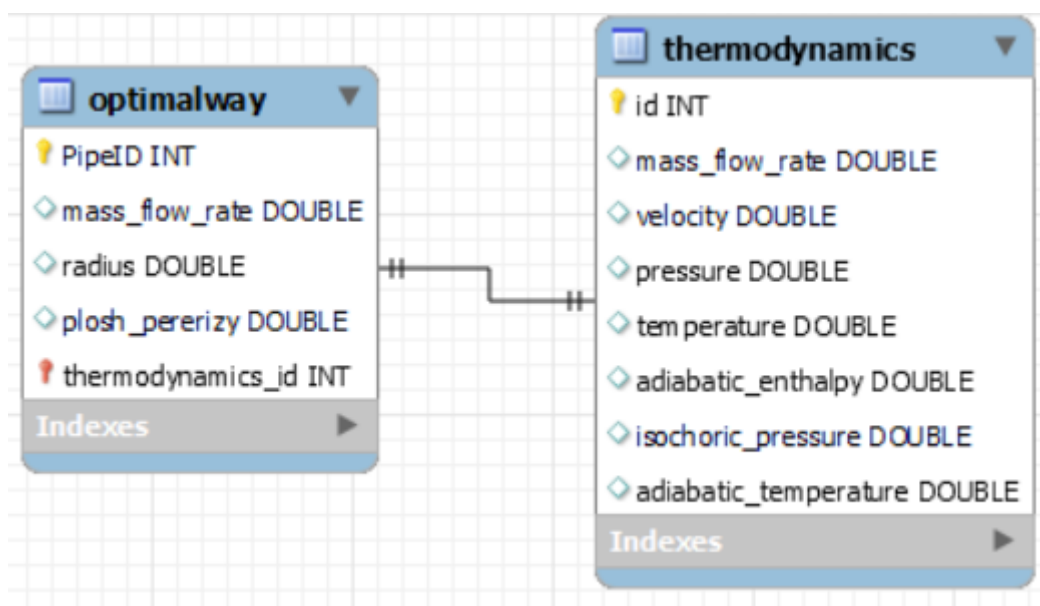 optimalway
PipeID INT
mass_flow_rate DOUBLE
radius DOUBLE
plosh_pererizy DOUBLE
thermodynamics_id INT
Indexes
thermodynamics
id INT
mass_flow_rate DOUBLE
velocity DOUBLE
pressure DOUBLE
temperature DOUBLE
adiabatic_enthalpy DOUBLE
isochoric_pressure DOUBLE
adiabatic_temperature DOUBLE
Indexes